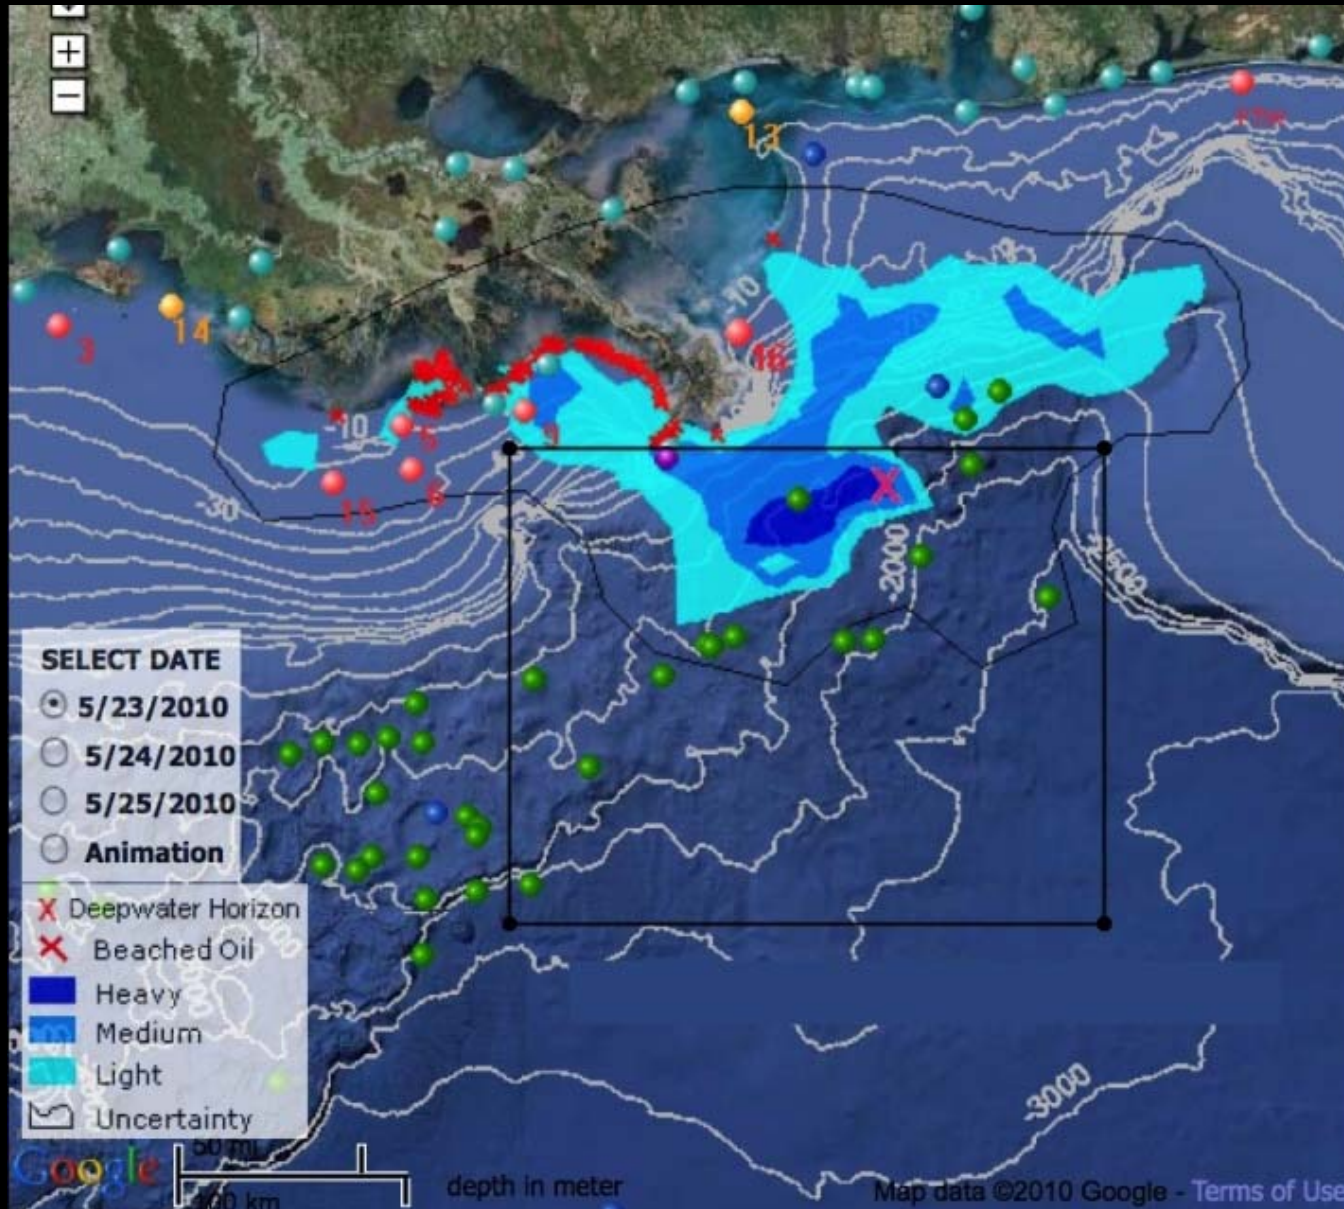 +
−
13
-10
14
3
16
-10
5
1
6
15
-30
-2000
-2500
SELECT DATE
5/23/2010
5/24/2010
5/25/2010
Animation
X Deepwater Horizon
X Beached Oil
Heavy
Medium
Light
Uncertainty
-3000
Google
50 mi
100 km
depth in meter
Map data ©2010 Google - Terms of Use